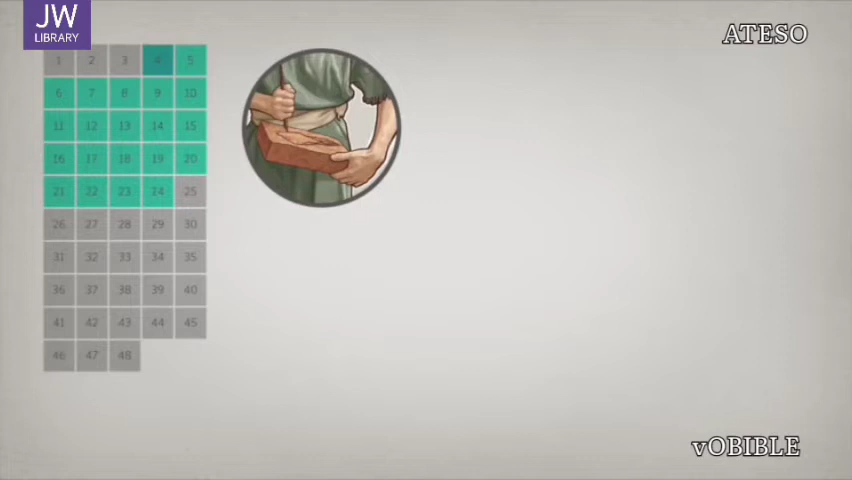 JW
LIBRARY
ATESO
1 2 3 4 5
6 7 8 9 10
11 12 13 14 15
16 17 18 19 20
21 22 23 24 25
26 27 28 29 30
31 32 33 34 35
36 37 38 39 40
41 42 43 44 45
46 47 48
vOBIBLE